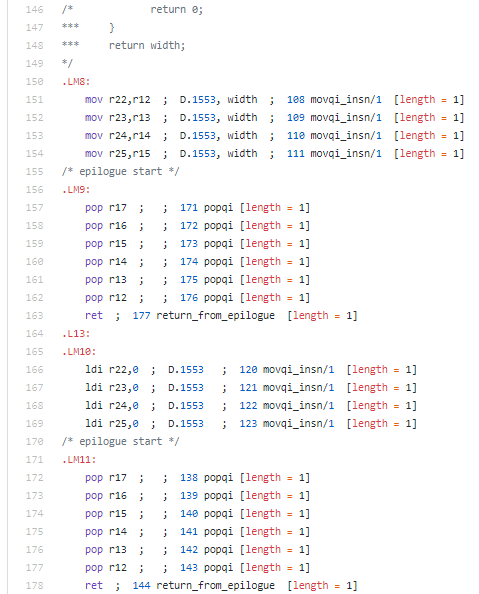 146 /* return 0;
147 *** }
148 *** return width;
149 */
150 .LM8:
151 mov r22,r12 ; D.1553, width ; 108 movqi_insn/1 [length = 1]
152 mov r23,r13 ; D.1553, width ; 109 movqi_insn/1 [length = 1]
153 mov r24,r14 ; D.1553, width ; 110 movqi_insn/1 [length = 1]
154 mov r25,r15 ; D.1553, width ; 111 movqi_insn/1 [length = 1]
155 /* epilogue start */
156 .LM9:
157 pop r17 ; ; 171 popqi [length = 1]
158 pop r16 ; ; 172 popqi [length = 1]
159 pop r15 ; ; 173 popqi [length = 1]
160 pop r14 ; ; 174 popqi [length = 1]
161 pop r13 ; ; 175 popqi [length = 1]
162 pop r12 ; ; 176 popqi [length = 1]
163 ret ; 177 return_from_epilogue [length = 1]
164 .L13:
165 .LM10:
166 ldi r22,0 ; D.1553 ; 120 movqi_insn/1 [length = 1]
167 ldi r23,0 ; D.1553 ; 121 movqi_insn/1 [length = 1]
168 ldi r24,0 ; D.1553 ; 122 movqi_insn/1 [length = 1]
169 ldi r25,0 ; D.1553 ; 123 movqi_insn/1 [length = 1]
170 /* epilogue start */
171 .LM11:
172 pop r17 ; ; 138 popqi [length = 1]
173 pop r16 ; ; 139 popqi [length = 1]
174 pop r15 ; ; 140 popqi [length = 1]
175 pop r14 ; ; 141 popqi [length = 1]
176 pop r13 ; ; 142 popqi [length = 1]
177 pop r12 ; ; 143 popqi [length = 1]
178 ret ; 144 return_from_epilogue [length = 1]